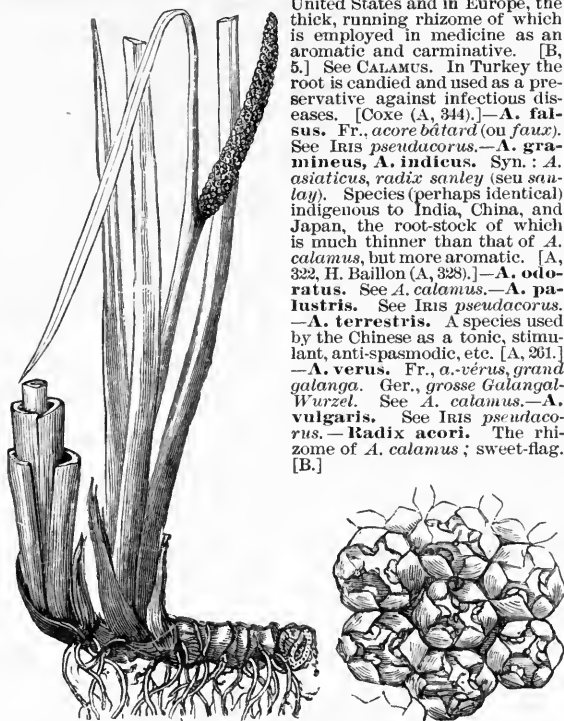 United States and in Europe, the
thick, running rhizome of which
is employed in medicine as an
aromatic and carminative. [B,
5.] See CALAMUS. In Turkey the
root is candied and used as a pre-
servative against infectious dis-
eases. [Coxe (A, 344).]—A. fal-
sus. Fr., acore bâtard (ou faux).
See IRIS pseudacorus.—A. gra-
mineus, A. indicus. Syn.: A.
asiaticus, radix sanley (seu san-
lay). Species (perhaps identical)
indigenous to India, China, and
Japan, the root-stock of which
is much thinner than that of A.
calamus, but more aromatic. [A,
322, H. Baillon (A, 328).]—A. odo-
ratus. See A. calamus.—A. pa-
lustris. See IRIS pseudacorus.
—A. terrestris. A species used
by the Chinese as a tonic, stimu-
lant, anti-spasmodic, etc. [A, 261.]
—A. verus. Fr., a.-vérus, grand
galanga. Ger., grosse Galangal-
Wurzel. See A. calamus.—A.
vulgaris. See IRIS pseudaco-
rus.—Radix acori. The rhi-
zome of A. calamus; sweet-flag.
[B.]